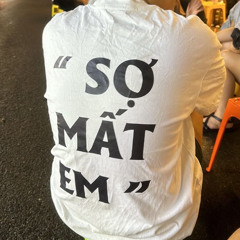 “ SỢ
MẤT
EM ”